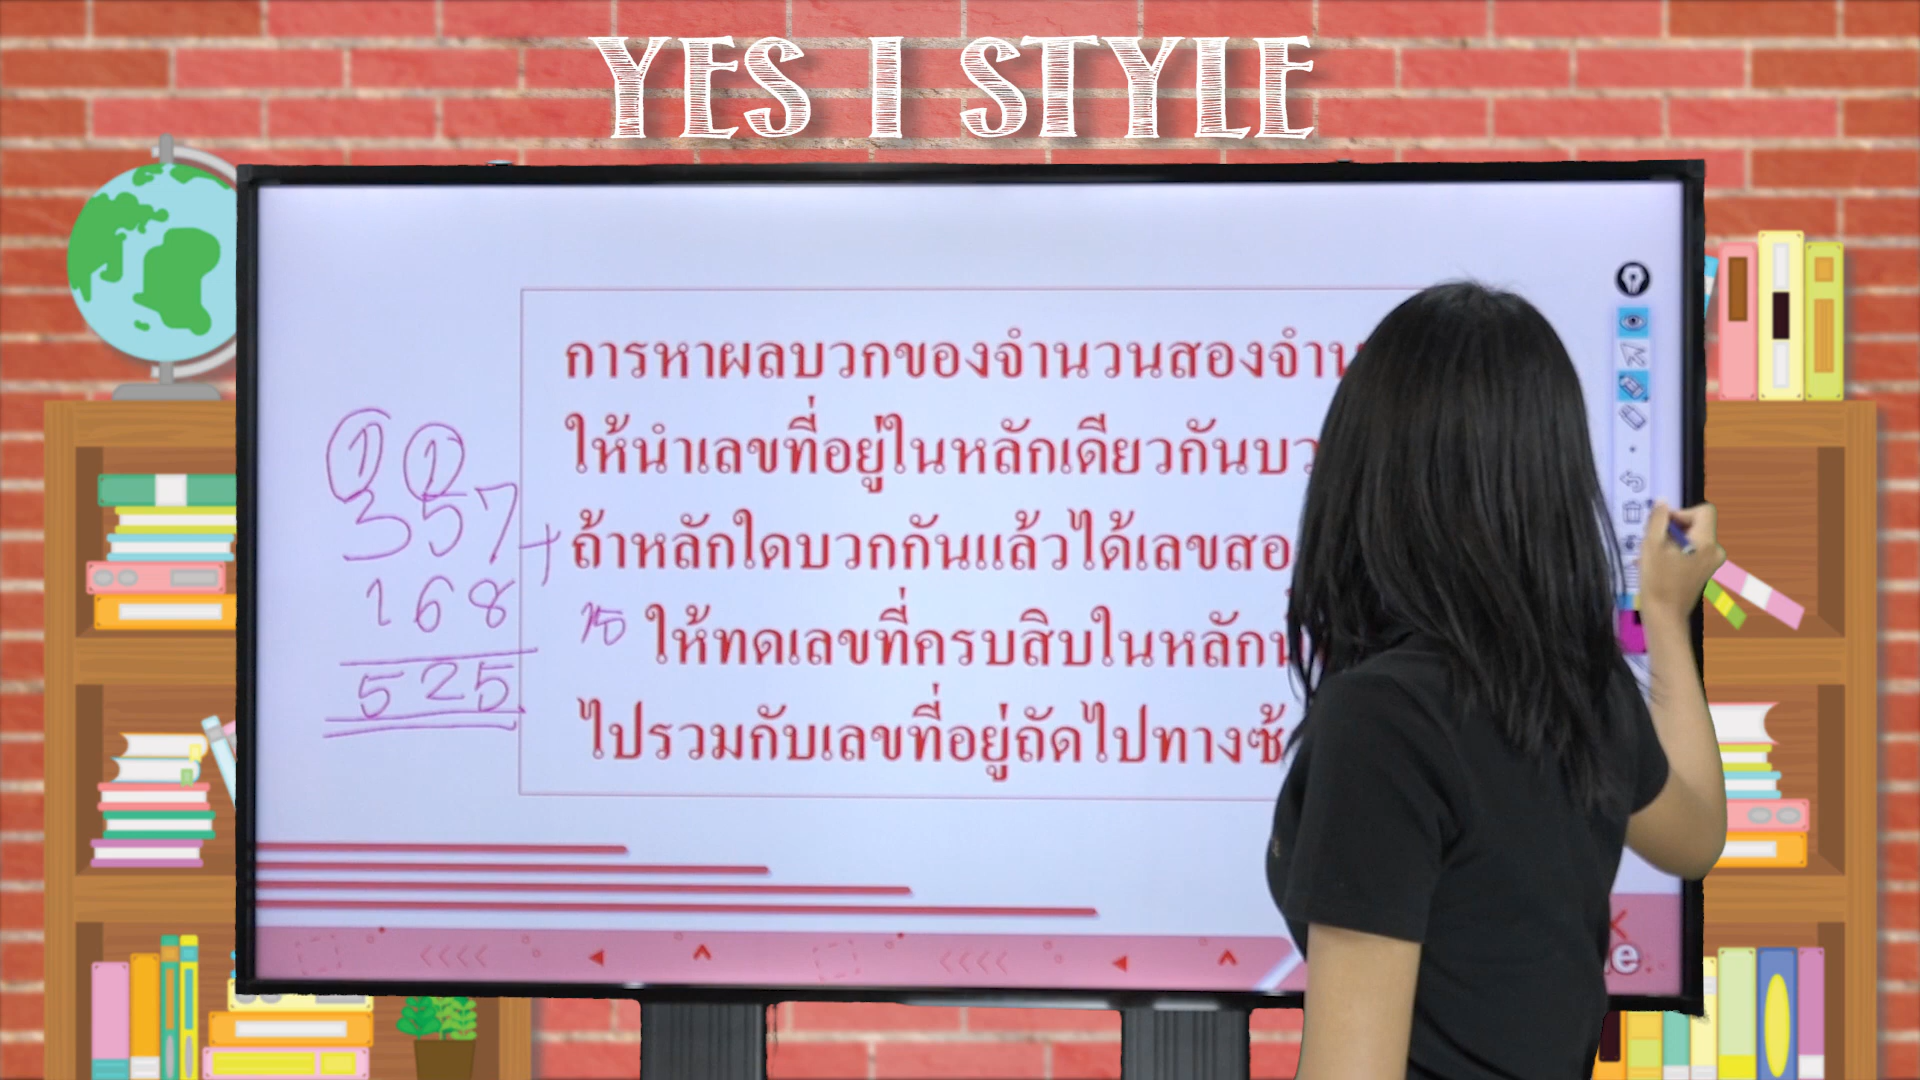 YES I STYLE
การหาผลบวกของจำนวนสองจำน
ให้นำเลขที่อยู่ในหลักเดียวกันบว
ถ้าหลักใดบวกกันแล้วได้เลขสอ
ให้ทดเลขที่ครบสิบในหลัก
ไปรวมกับเลขที่อยู่ถัดไปทางซ้
1 1
357
+
168
525
15
e